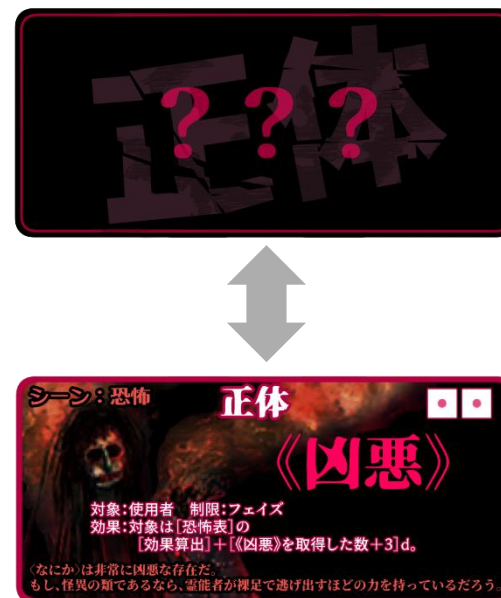 正体
???
シーン:恐怖
正体
《凶悪》
対象:使用者 制限:フェイズ
効果:対象は[恐怖表]の
[効果算出]+[《凶悪》を取得した数+3]d。
〈なにか〉は非常に凶悪な存在だ。
もし、怪異の類であるなら、霊能者が裸足で逃げ出すほどの力を持っているだろう。